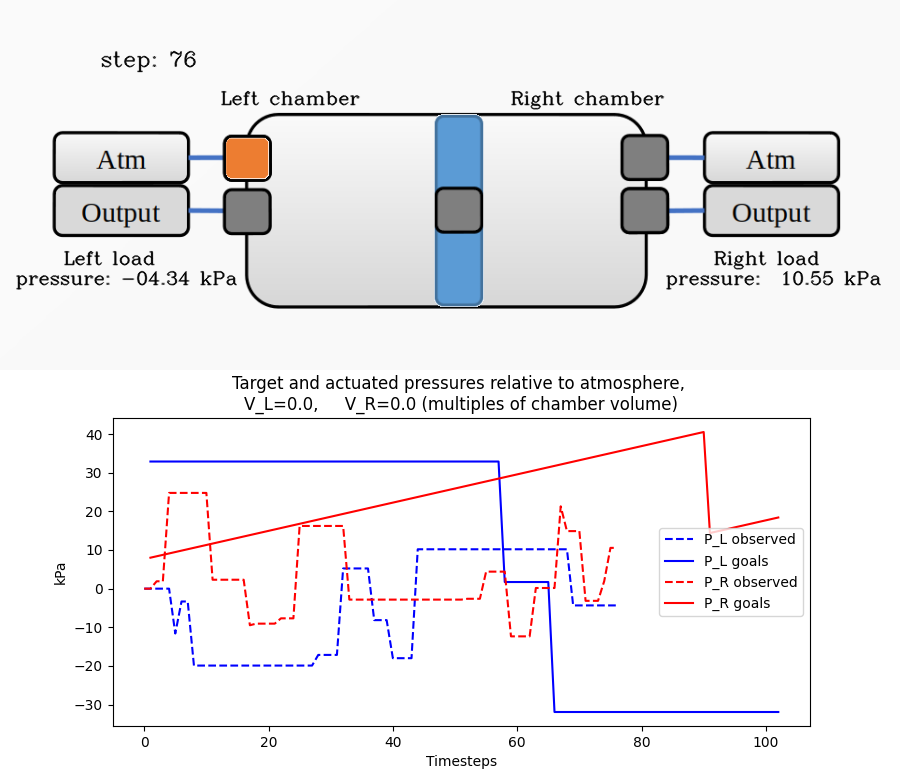 step: 76
Left chamber
Right chamber
Atm
Atm
Output
Output
Left load
pressure: -04.34 kPa
Right load
pressure: 10.55 kPa
Target and actuated pressures relative to atmosphere,
V_L=0.0, V_R=0.0 (multiples of chamber volume)
40
30
20
10
0
−10
−20
−30
kPa
P_L observed
P_L goals
P_R observed
P_R goals
0 20 40 60 80 100
Timesteps